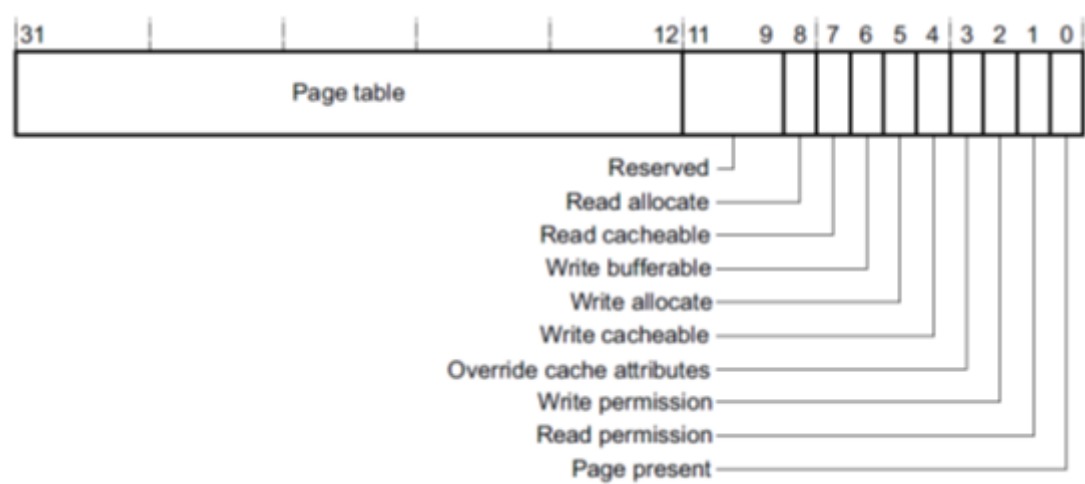 31 12 11 9 8 7 6 5 4 3 2 1 0
Page table
Reserved
Read allocate
Read cacheable
Write bufferable
Write allocate
Write cacheable
Override cache attributes
Write permission
Read permission
Page present